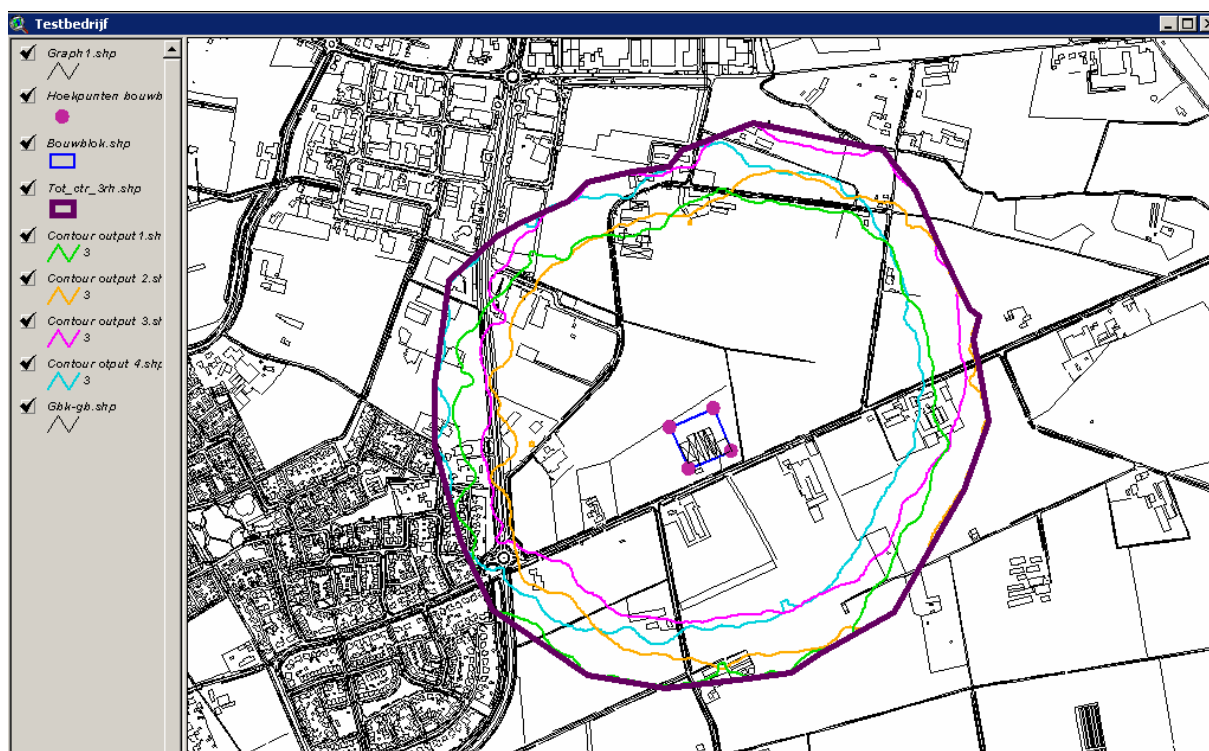 Testbedrijf
Graph1.shp
Hoekpunten bouwb
Bouwblok.shp
Tot_ctr_3rh.shp
Contour output 1.sh
3
Contour output 2.sf
3
Contour output 3.sh
3
Contour otput 4.shp
3
Gbk-gb.shp